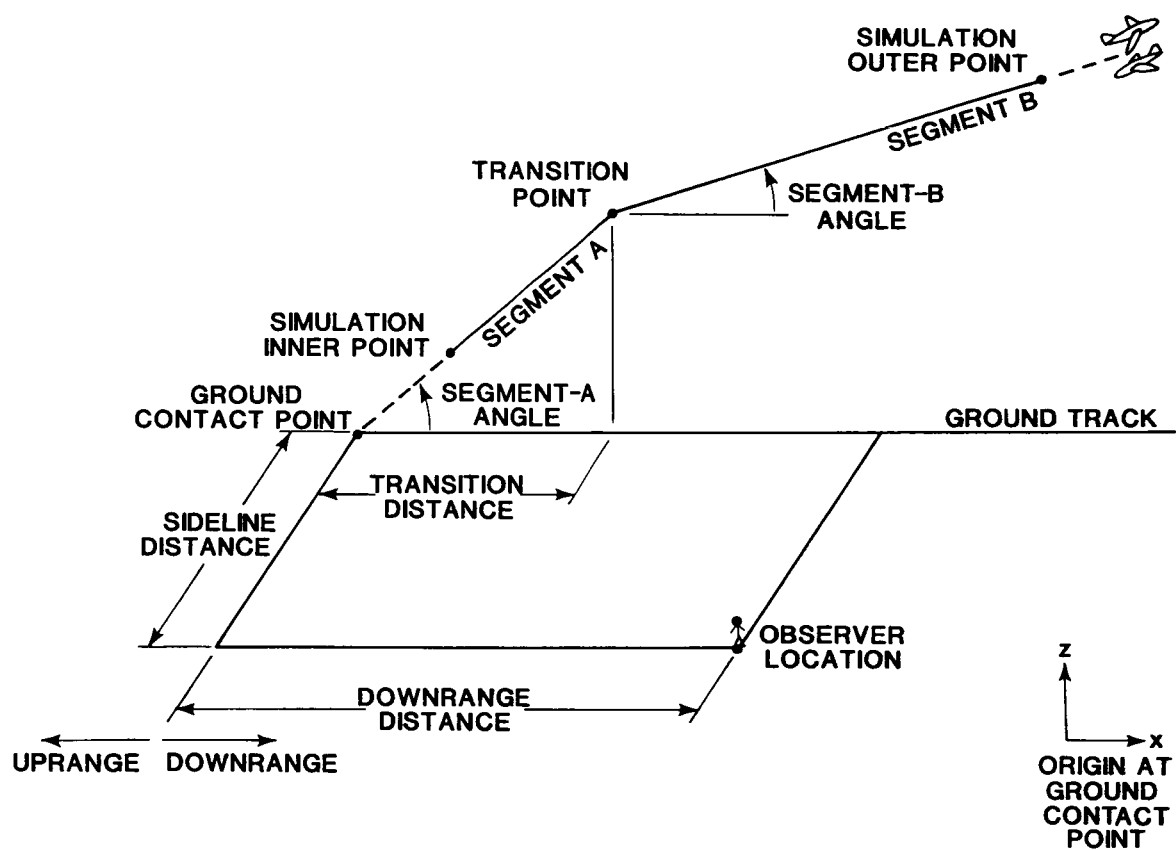 SIMULATION
OUTER POINT
SEGMENT B
TRANSITION
POINT
SEGMENT-B
ANGLE
SEGMENT A
SIMULATION
INNER POINT
SEGMENT-A
ANGLE
GROUND
CONTACT POINT
GROUND TRACK
TRANSITION
DISTANCE
SIDELINE
DISTANCE
OBSERVER
LOCATION
DOWNRANGE
DISTANCE
UPRANGE DOWNRANGE
Z
X
ORIGIN AT
GROUND
CONTACT
POINT